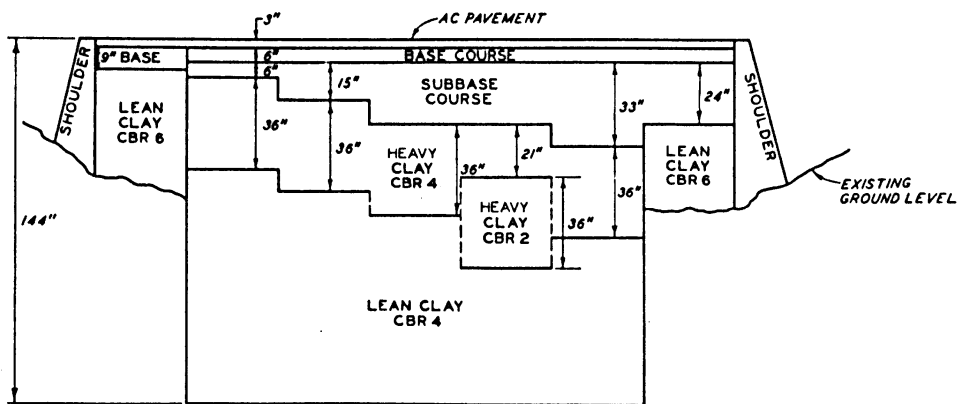 3"
AC PAVEMENT
SHOULDER
9" BASE
6"
6"
BASE COURSE
15"
SUBBASE
COURSE
33"
24"
SHOULDER
LEAN
CLAY
CBR 6
36"
36"
HEAVY
CLAY
CBR 4
36"
21"
36"
LEAN
CLAY
CBR 6
EXISTING
GROUND LEVEL
144"
HEAVY
CLAY
CBR 2
36"
LEAN CLAY
CBR 4